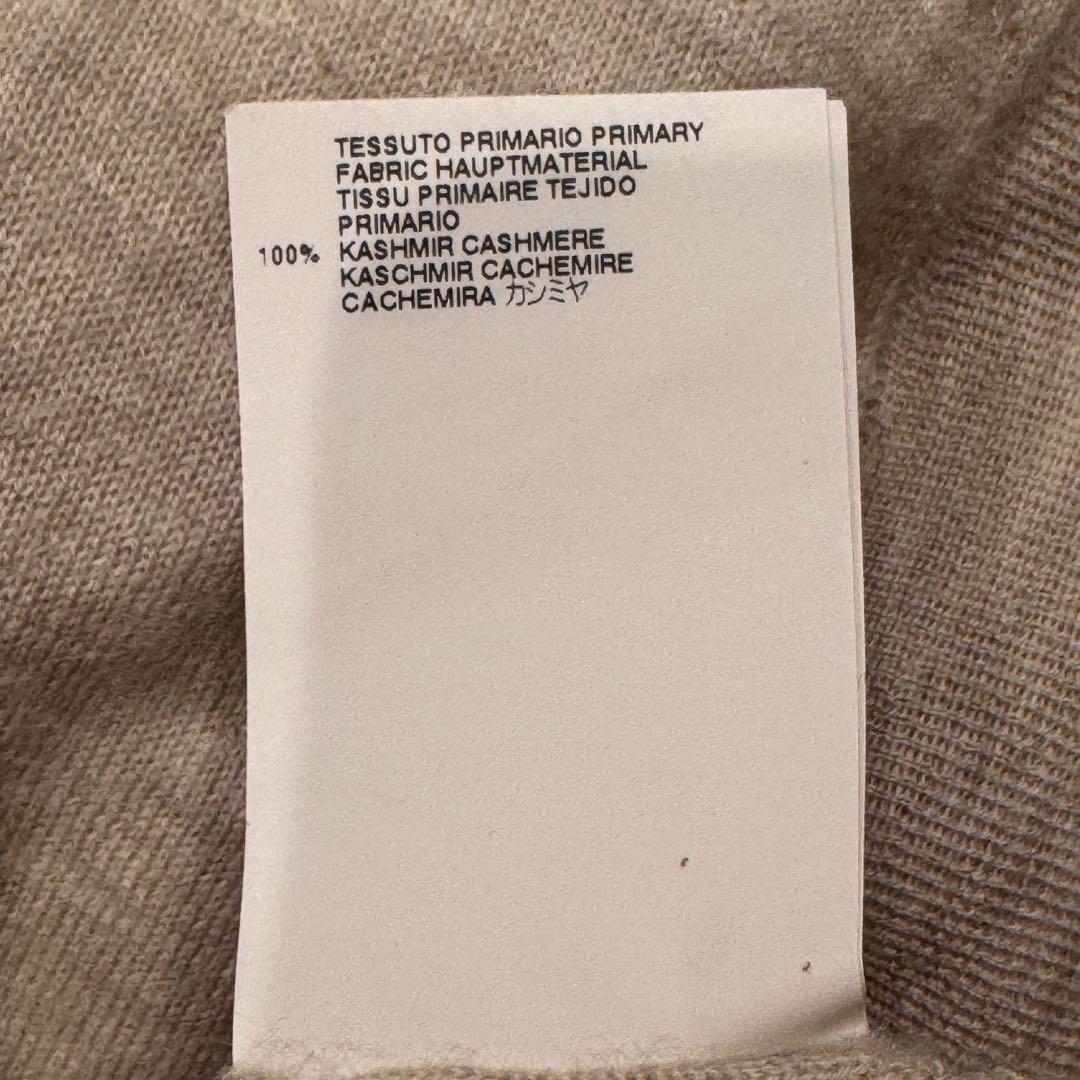 TESSUTO PRIMARIO PRIMARY
FABRIC HAUPTMATERIAL
TISSU PRIMAIRE TEJIDO
PRIMARIO
100% KASHMIR CASHMERE
KASCHMIR CACHEMIRE
CACHEMIRA カシミヤ